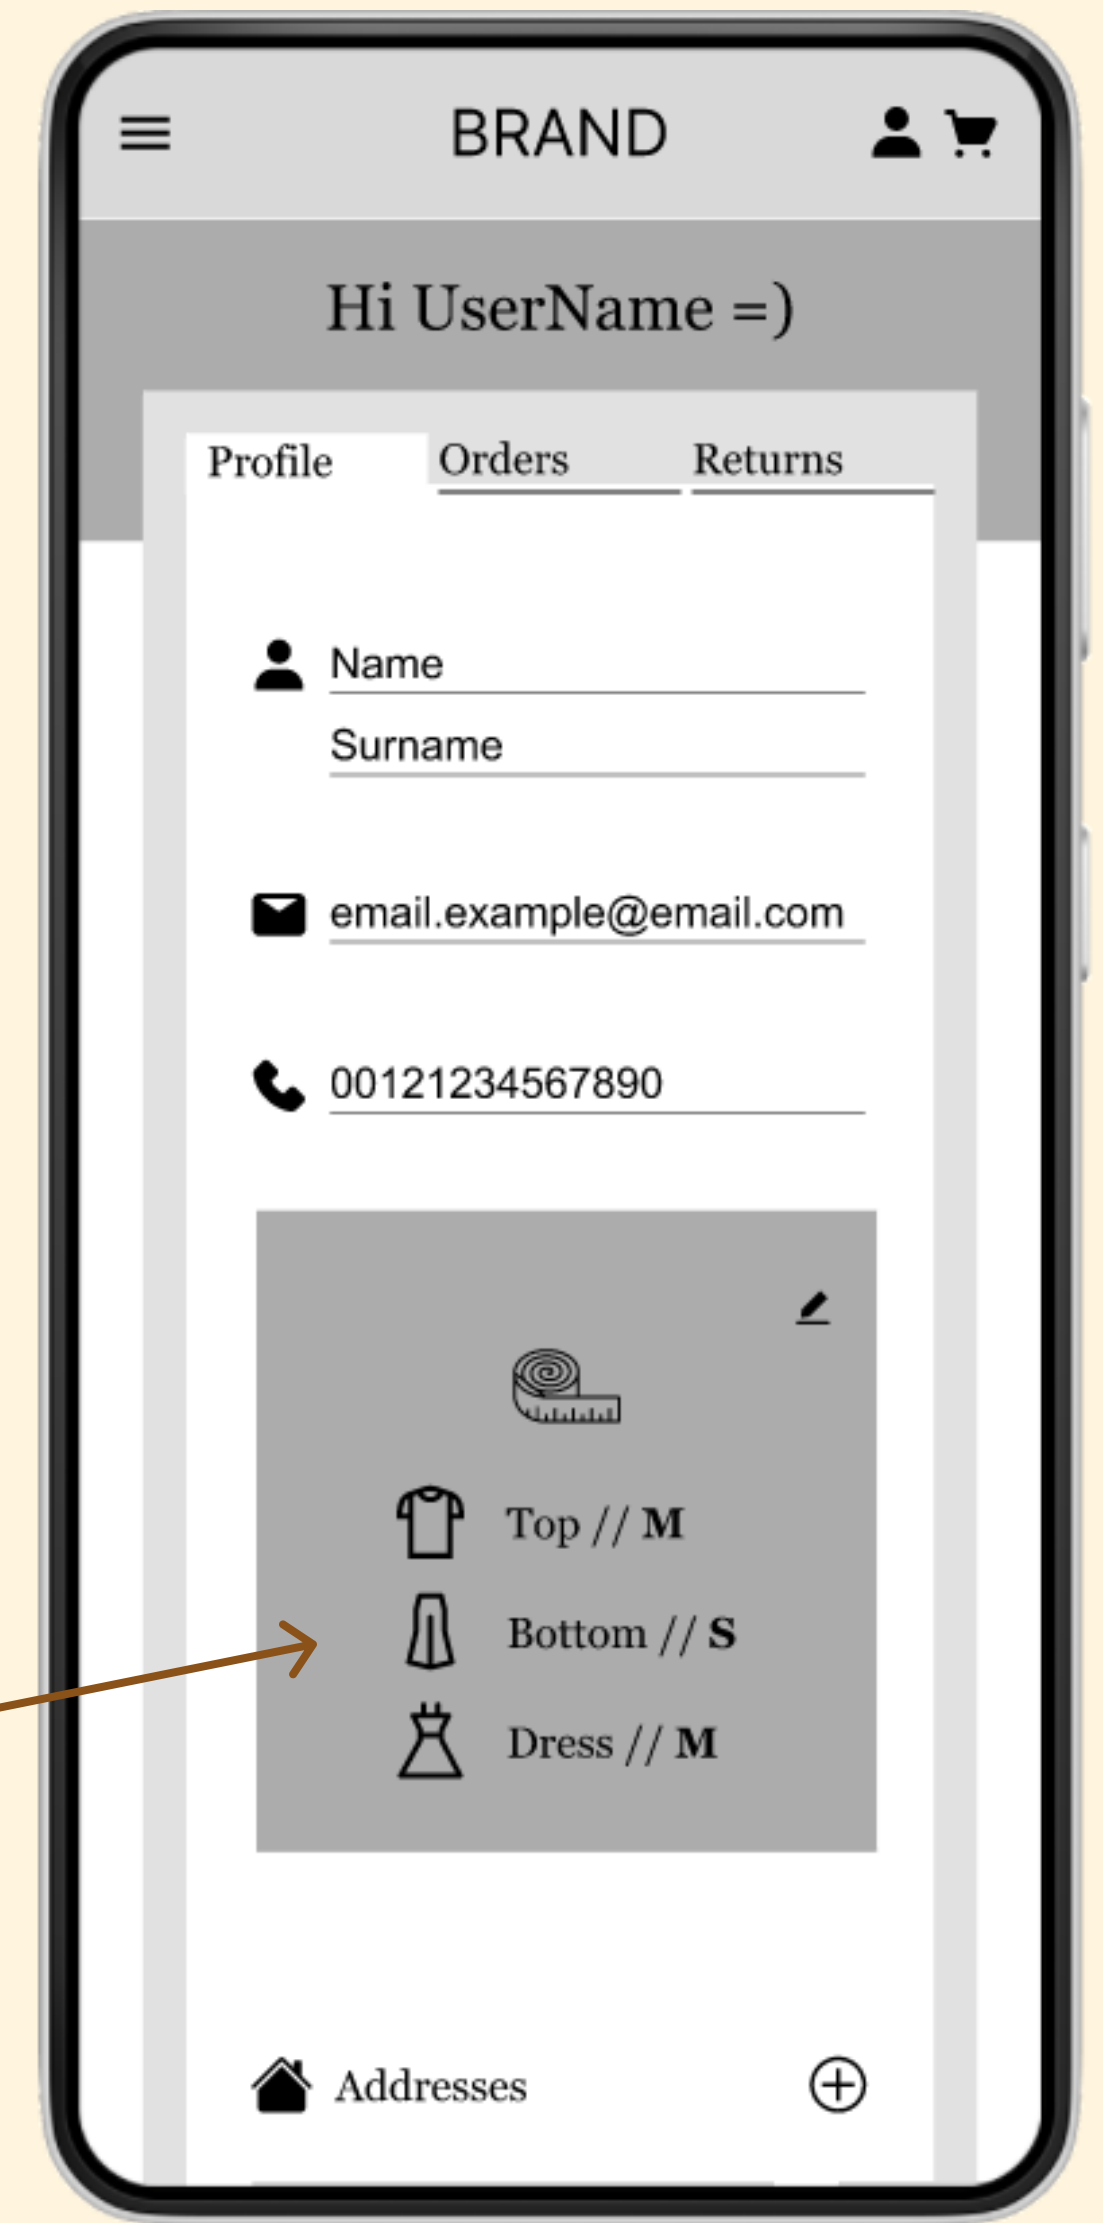 BRAND
Hi UserName =)
Profile Orders Returns
Name
Surname
email.example@email.com
00121234567890
Top // M
Bottom // S
Dress // M
Addresses